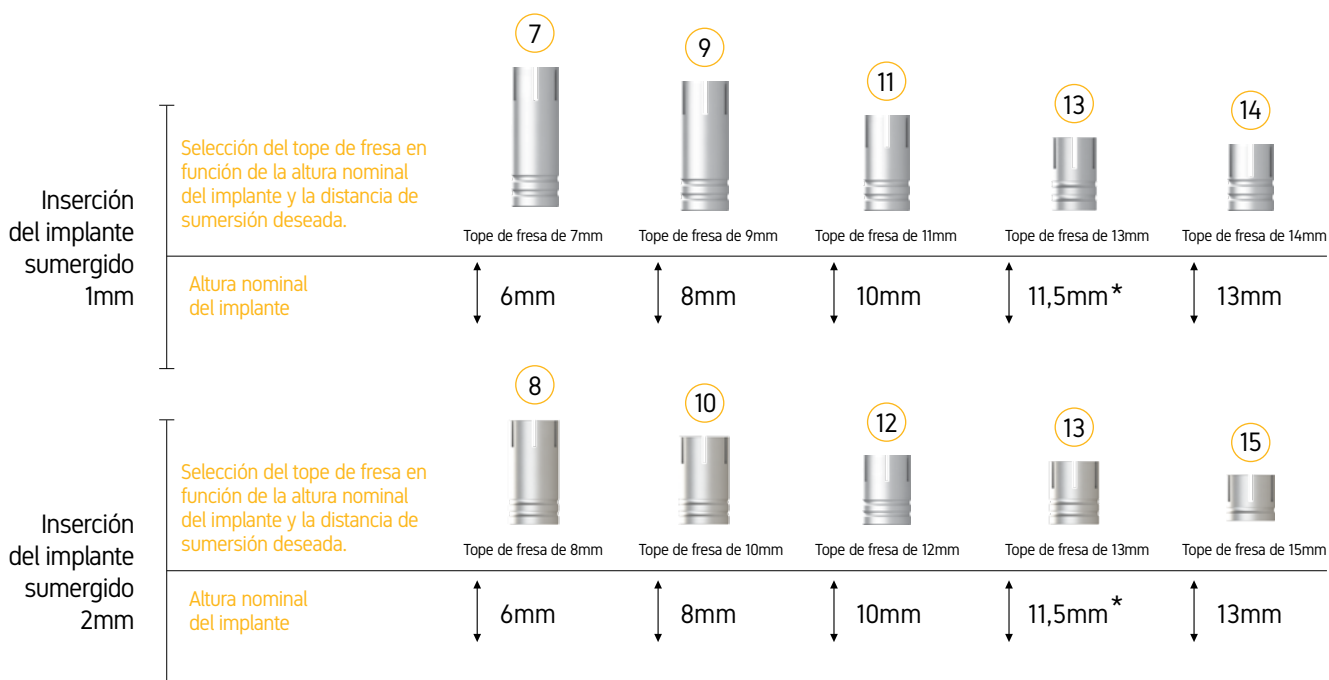 7
9
11
13
14
Selección del tope de fresa en
función de la altura nominal
del implante y la distancia de
sumersión deseada.
Inserción
del implante
sumergido
1mm
Tope de fresa de 7mm
Tope de fresa de 9mm
Tope de fresa de 11mm
Tope de fresa de 13mm
Tope de fresa de 14mm
Altura nominal
del implante
6mm
8mm
10mm
11,5mm*
13mm
8
10
12
13
15
Selección del tope de fresa en
función de la altura nominal
del implante y la distancia de
sumersión deseada.
Inserción
del implante
sumergido
2mm
Tope de fresa de 8mm
Tope de fresa de 10mm
Tope de fresa de 12mm
Tope de fresa de 13mm
Tope de fresa de 15mm
Altura nominal
del implante
6mm
8mm
10mm
11,5mm*
13mm